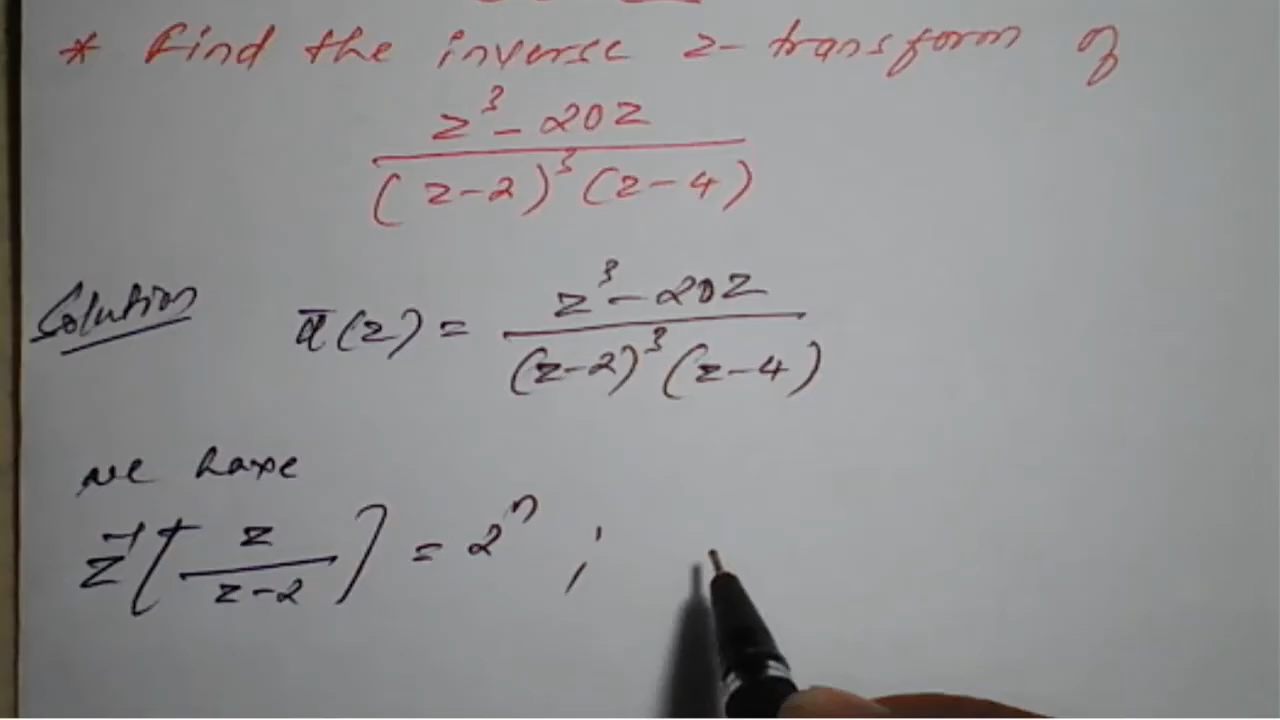 * Find the inverse z-transform of
z³ - 20z
(z-2)³ (z-4)
Solution ū(z) = z³ - 20z / (z-2)³ (z-4)
we have
z⁻¹[z / z-2] = 2ⁿ ;